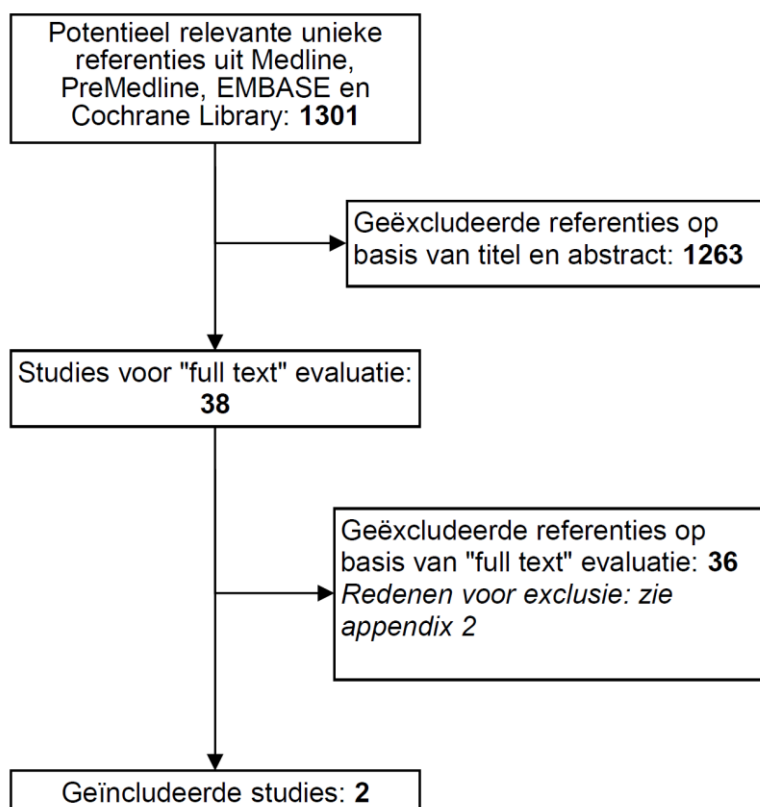 Potentieel relevante unieke
referenties uit Medline,
PreMedline, EMBASE en
Cochrane Library: 1301
Geëxcludeerde referenties op
basis van titel en abstract: 1263
Studies voor "full text" evaluatie:
38
Geëxcludeerde referenties op
basis van "full text" evaluatie: 36
Redenen voor exclusie: zie
appendix 2
Geïncludeerde studies: 2